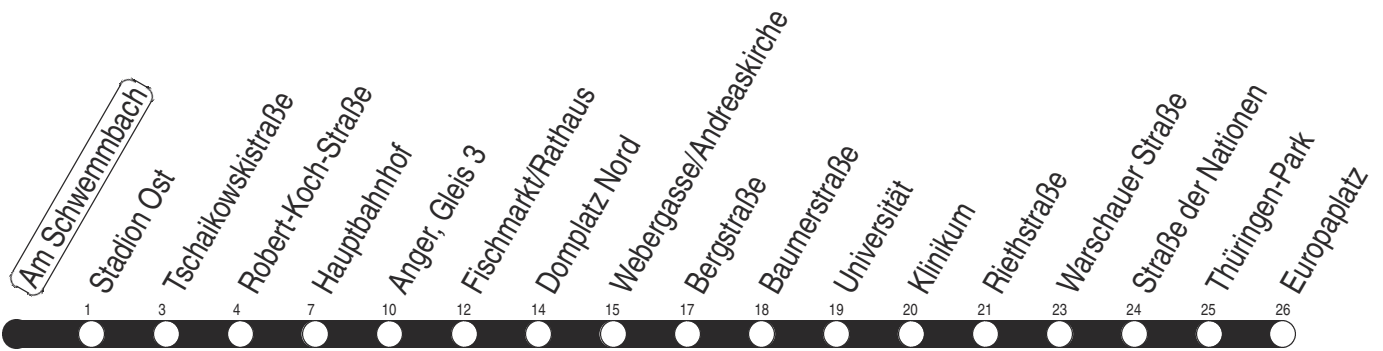 Am Schwemmbach
Stadion Ost
Tschaikowskistraße
Robert-Koch-Straße
Hauptbahnhof
Anger, Gleis 3
Fischmarkt/Rathaus
Domplatz Nord
Webergasse/Andreaskirche
Bergstraße
Baumerstraße
Universität
Klinikum
Riethstraße
Warschauer Straße
Straße der Nationen
Thüringen-Park
Europaplatz
1 3 4 7 10 12 14 15 17 18 19 20 21 23 24 25 26